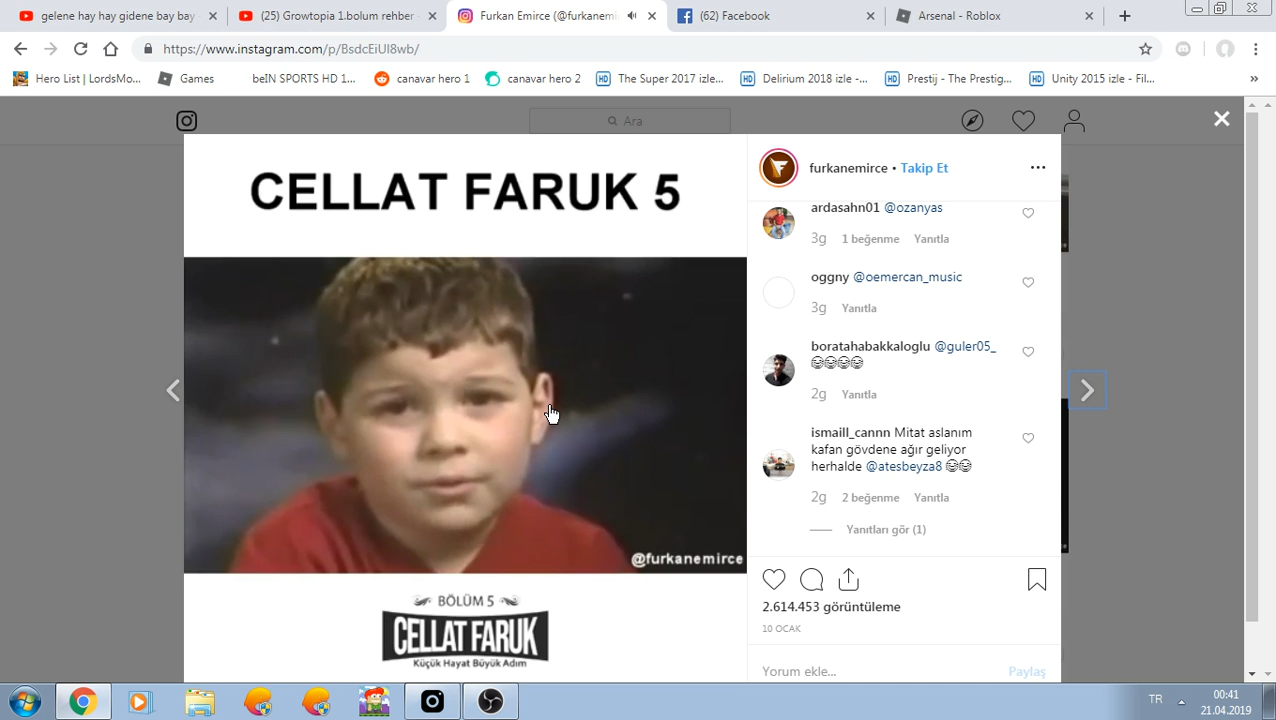 gelene hay hay gidene bay bay
(25) Growtopia 1.bolum rehber
Furkan Emirce (@furkanemir
(62) Facebook
Arsenal - Roblox
https://www.instagram.com/p/BsdcEiUl8wb/
Hero List | LordsMo...
Games
beIN SPORTS HD 1...
canavar hero 1
canavar hero 2
The Super 2017 izle...
Delirium 2018 izle -...
Prestij - The Prestig...
Unity 2015 izle - Fil...
Ara
CELLAT FARUK 5
@furkanemirce
BÖLÜM 5
CELLAT FARUK
Küçük Hayat Büyük Adım
furkanemirce • Takip Et
ardasahn01 @ozanyas
3g 1 beğenme Yanıtla
oggny @oemercan_music
3g Yanıtla
boratahabakkaloglu @guler05_
😂😂😂😂
2g Yanıtla
ismaill_cannn Mitat aslanım
kafan gövdene ağır geliyor
herhalde @atesbeyza8 😂😂
2g 2 beğenme Yanıtla
Yanıtları gör (1)
2.614.453 görüntüleme
10 OCAK
Yorum ekle... Paylaş
TR
00:41
21.04.2019